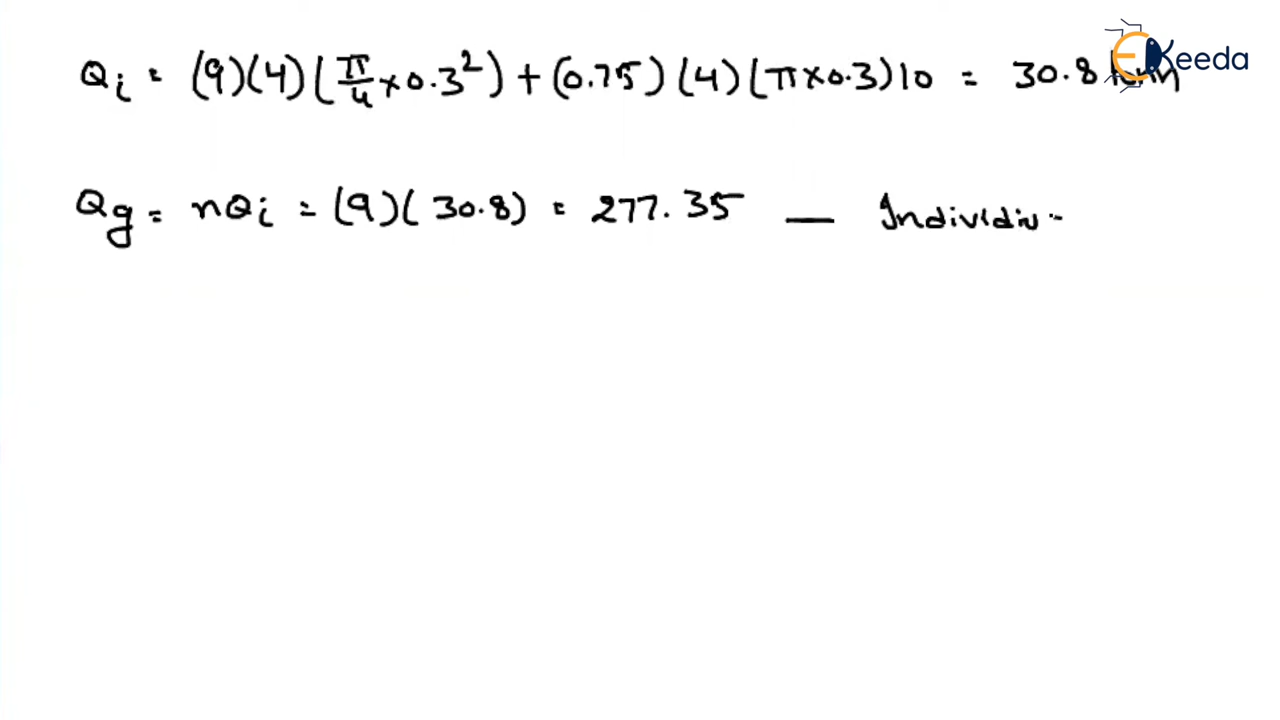 Qi = (9)(4)(π/4 × 0.3²) + (0.75)(4)(π×0.3)10 = 30.8
EKeeda
Qg = nQi = (9)(30.8) = 277.35 — Individiu